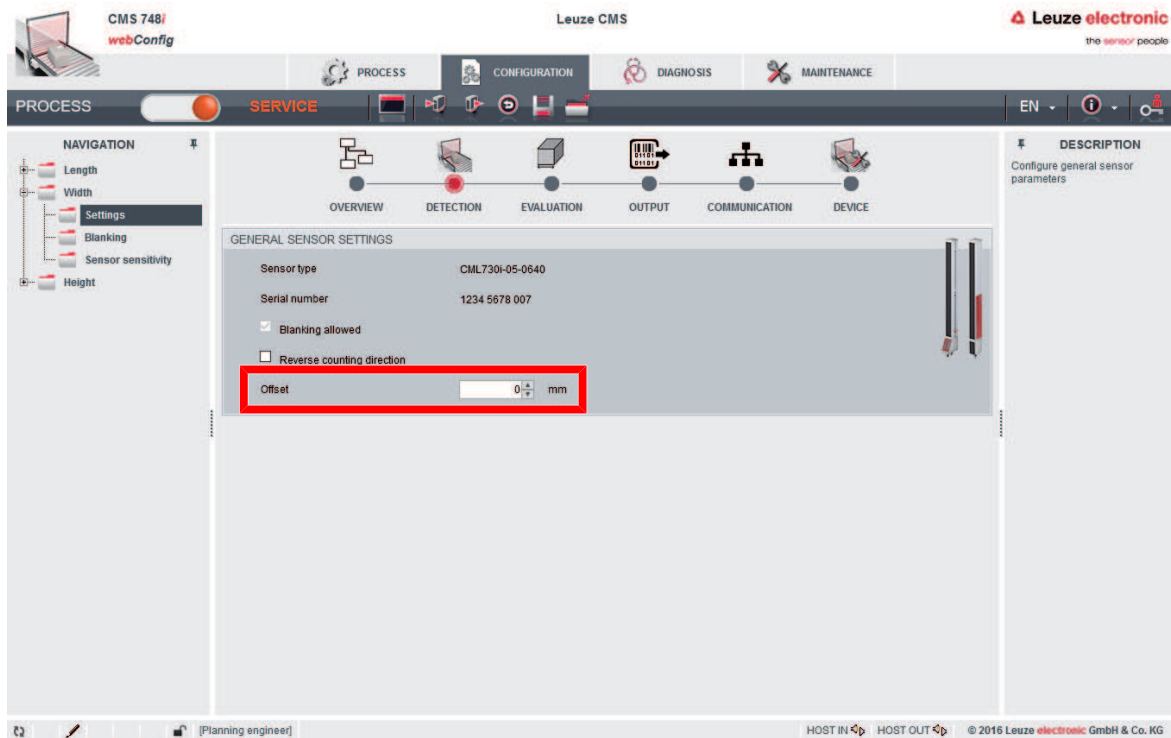 CMS 748i
webConfig
Leuze CMS
Leuze electronic
the sensor people
PROCESS
CONFIGURATION
DIAGNOSIS
MAINTENANCE
PROCESS
SERVICE
EN
NAVIGATION
Length
Width
Settings
Blanking
Sensor sensitivity
Height
OVERVIEW
DETECTION
EVALUATION
OUTPUT
COMMUNICATION
DEVICE
GENERAL SENSOR SETTINGS
Sensor type CML730i-05-0640
Serial number 1234 5678 007
Blanking allowed
Reverse counting direction
Offset 0 mm
DESCRIPTION
Configure general sensor
parameters
[Planning engineer]
HOST IN
HOST OUT
© 2016 Leuze electronic GmbH & Co. KG